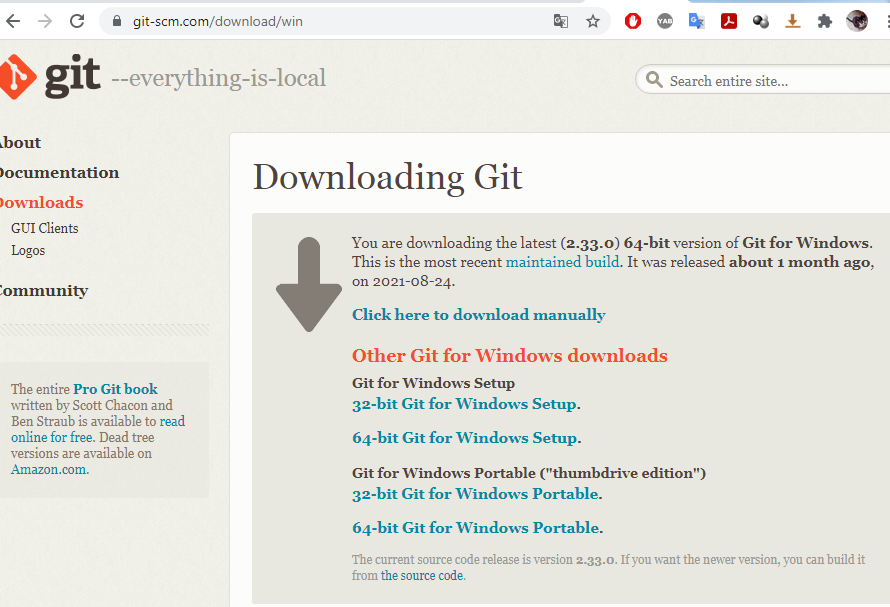 git-scm.com/download/win
YAB
git --everything-is-local
Search entire site...
About
Documentation
Downloads
GUI Clients
Logos
Community
The entire Pro Git book
written by Scott Chacon and
Ben Straub is available to read
online for free. Dead tree
versions are available on
Amazon.com.
Downloading Git
You are downloading the latest (2.33.0) 64-bit version of Git for Windows.
This is the most recent maintained build. It was released about 1 month ago,
on 2021-08-24.
Click here to download manually
Other Git for Windows downloads
Git for Windows Setup
32-bit Git for Windows Setup.
64-bit Git for Windows Setup.
Git for Windows Portable ("thumbdrive edition")
32-bit Git for Windows Portable.
64-bit Git for Windows Portable.
The current source code release is version 2.33.0. If you want the newer version, you can build it
from the source code.